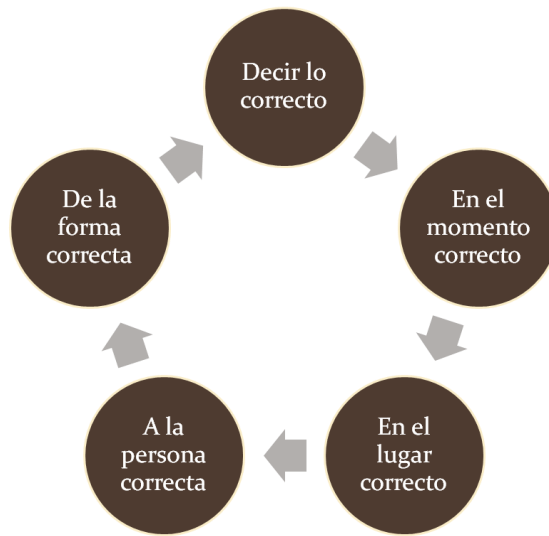 Decir lo
correcto
En el
momento
correcto
En el
lugar
correcto
A la
persona
correcta
De la
forma
correcta